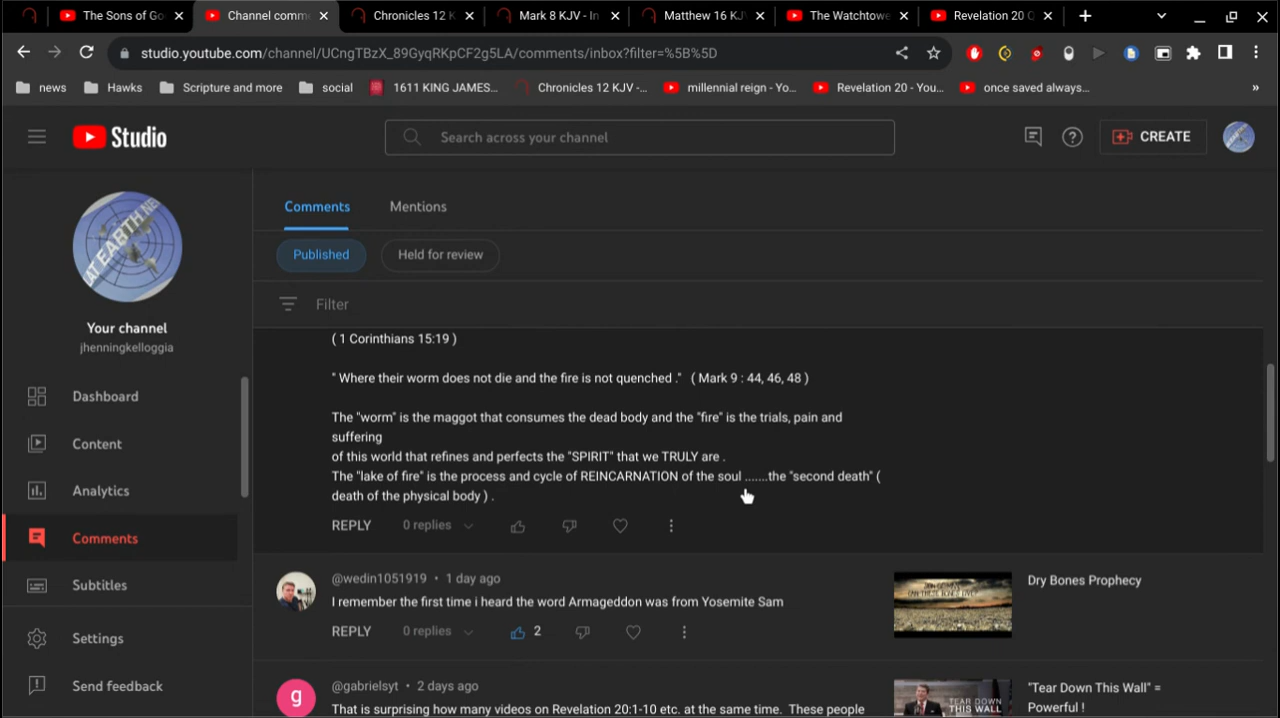 The Sons of Go
Channel comm
Chronicles 12 K
Mark 8 KJV - In
Matthew 16 KJ
The Watchtowe
Revelation 20 Q
studio.youtube.com/channel/UCngTBzX_89GyqRKpCF2g5LA/comments/inbox?filter=%5B%5D
news
Hawks
Scripture and more
social
1611 KING JAMES...
Chronicles 12 KJV -...
millennial reign - Yo...
Revelation 20 - You...
once saved always...
Studio
Search across your channel
CREATE
AT EARTH.NE
Your channel
jhenningkelloggia
Dashboard
Content
Analytics
Comments
Subtitles
Settings
Send feedback
Comments
Mentions
Published
Held for review
Filter
( 1 Corinthians 15:19 )
" Where their worm does not die and the fire is not quenched ." ( Mark 9 : 44, 46, 48 )
The "worm" is the maggot that consumes the dead body and the "fire" is the trials, pain and
suffering
of this world that refines and perfects the "SPIRIT" that we TRULY are .
The "lake of fire" is the process and cycle of REINCARNATION of the soul .......the "second death" (
death of the physical body ) .
REPLY
0 replies
@wedin1051919 • 1 day ago
I remember the first time i heard the word Armageddon was from Yosemite Sam
REPLY
0 replies
2
Dry Bones Prophecy
g
@gabrielsyt • 2 days ago
That is surprising how many videos on Revelation 20:1-10 etc. at the same time. These people
TEAR DOWN
THIS WALL"
"Tear Down This Wall" =
Powerful !